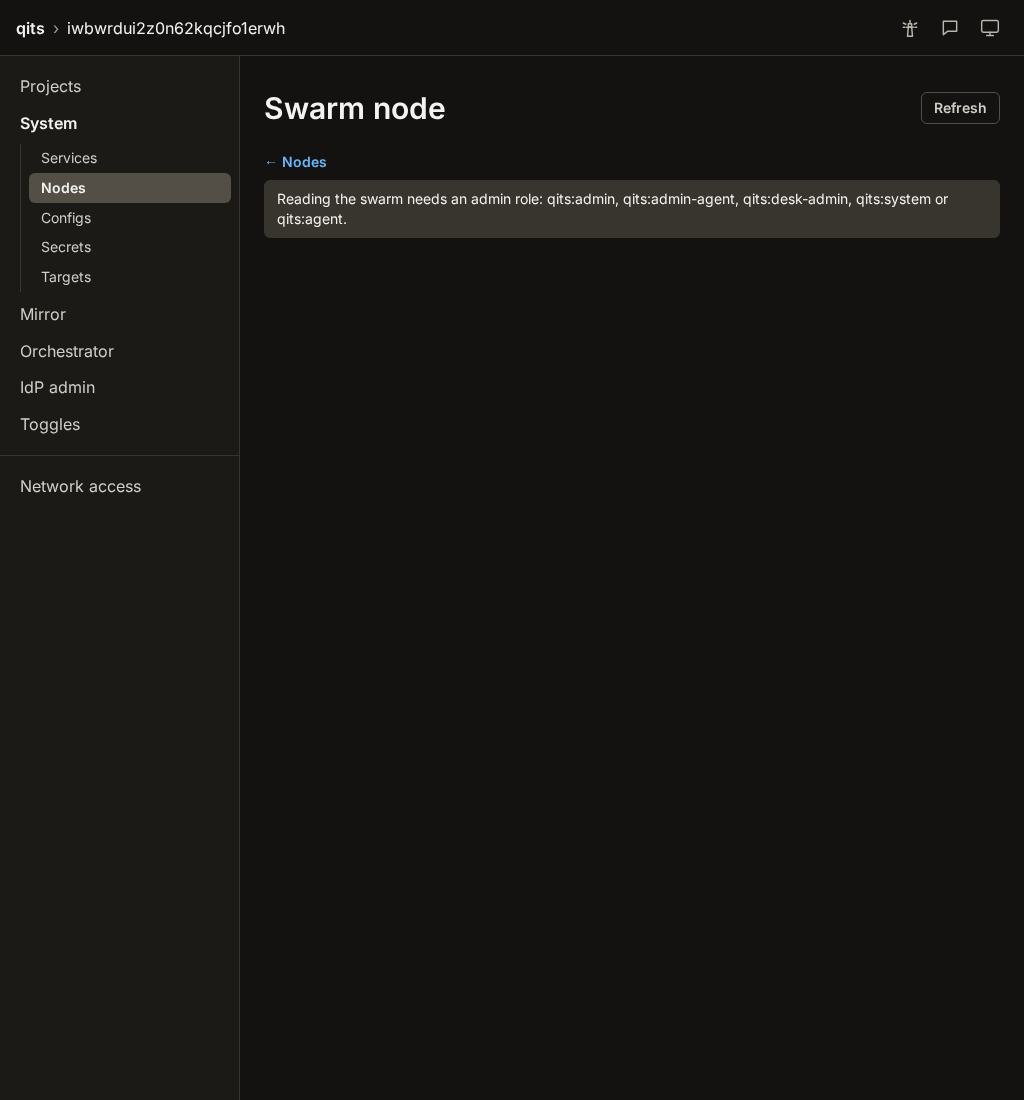 qits › iwbwrdui2z0n62kqcjfo1erwh
Projects
System
Services
Nodes
Configs
Secrets
Targets
Mirror
Orchestrator
IdP admin
Toggles
Network access
Swarm node
Refresh
← Nodes
Reading the swarm needs an admin role: qits:admin, qits:admin-agent, qits:desk-admin, qits:system or
qits:agent.